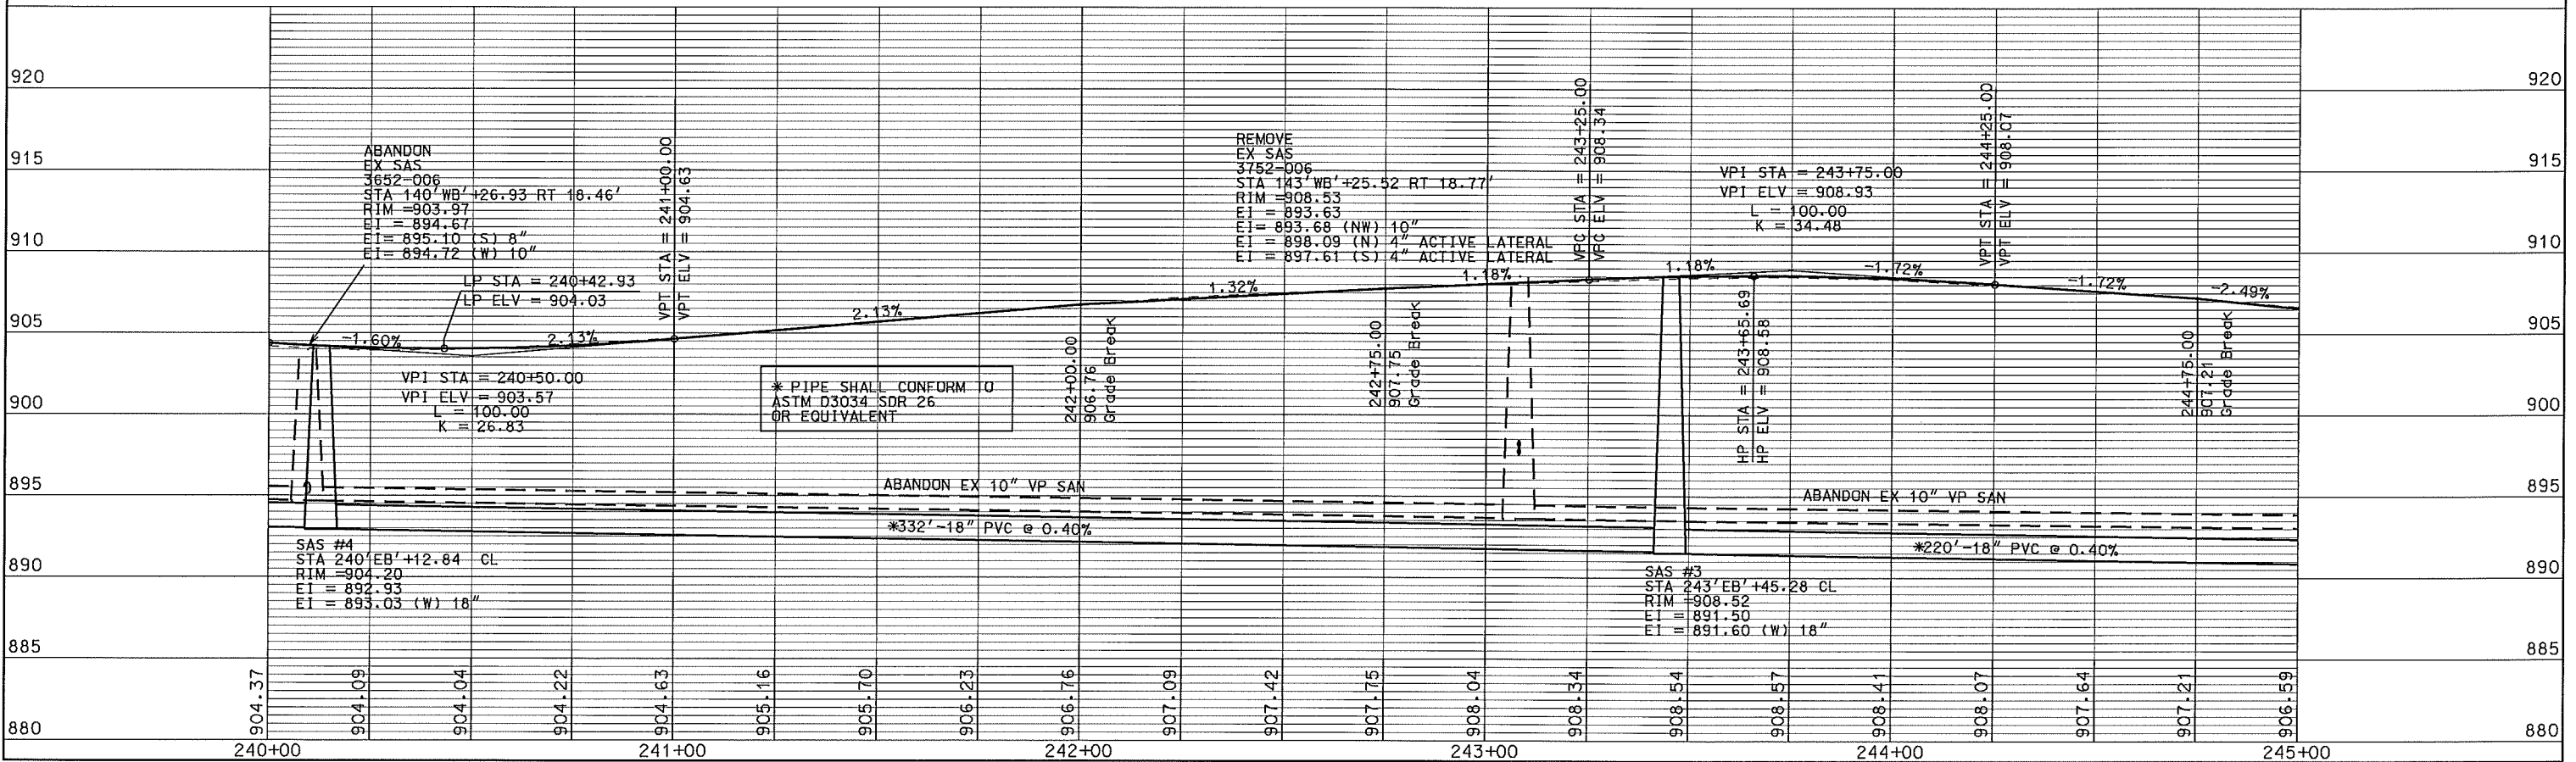 920
920
915
915
910
910
905
905
900
900
895
895
890
890
885
885
880
880
ABANDON
EX SAS
3652-006
STA 140'WB'+26.93 RT 18.46'
RIM =903.97
EI = 894.67
EI= 895.10 (S) 8"
EI= 894.72 (W) 10"
LP STA = 240+42.93
LP ELV = 904.03
VPT STA = 241+00.00
VPT ELV = 904.63
REMOVE
EX SAS
3752-006
STA 143'WB'+25.52 RT 18.77'
RIM =908.53
EI = 893.63
EI= 893.68 (NW) 10"
EI = 898.09 (N) 4" ACTIVE LATERAL
EI = 897.61 (S) 4" ACTIVE LATERAL
VPC STA = 243+25.00
VPC ELV = 908.34
VPI STA = 243+75.00
VPI ELV = 908.93
L = 100.00
K = 34.48
VPT STA = 244+25.00
VPT ELV = 908.07
-1.60%
2.13%
2.13%
1.32%
1.18%
1.18%
-1.72%
-1.72%
-2.49%
VPI STA = 240+50.00
VPI ELV = 903.57
L = 100.00
K = 26.83
* PIPE SHALL CONFORM TO
ASTM D3034 SDR 26
OR EQUIVALENT
242+00.00
906.76
Grade Break
242+75.00
907.75
Grade Break
HP STA = 243+65.69
HP ELV = 908.58
244+75.00
907.21
Grade Break
ABANDON EX 10" VP SAN
ABANDON EX 10" VP SAN
*332'-18" PVC @ 0.40%
*220'-18" PVC @ 0.40%
SAS #4
STA 240'EB'+12.84 CL
RIM =904.20
EI = 892.93
EI = 893.03 (W) 18"
SAS #3
STA 243'EB'+45.28 CL
RIM =908.52
EI = 891.50
EI = 891.60 (W) 18"
904.37
904.09
904.04
904.22
904.63
905.16
905.70
906.23
906.76
907.09
907.42
907.75
908.04
908.34
908.54
908.57
908.41
908.07
907.64
907.21
906.59
240+00
241+00
242+00
243+00
244+00
245+00